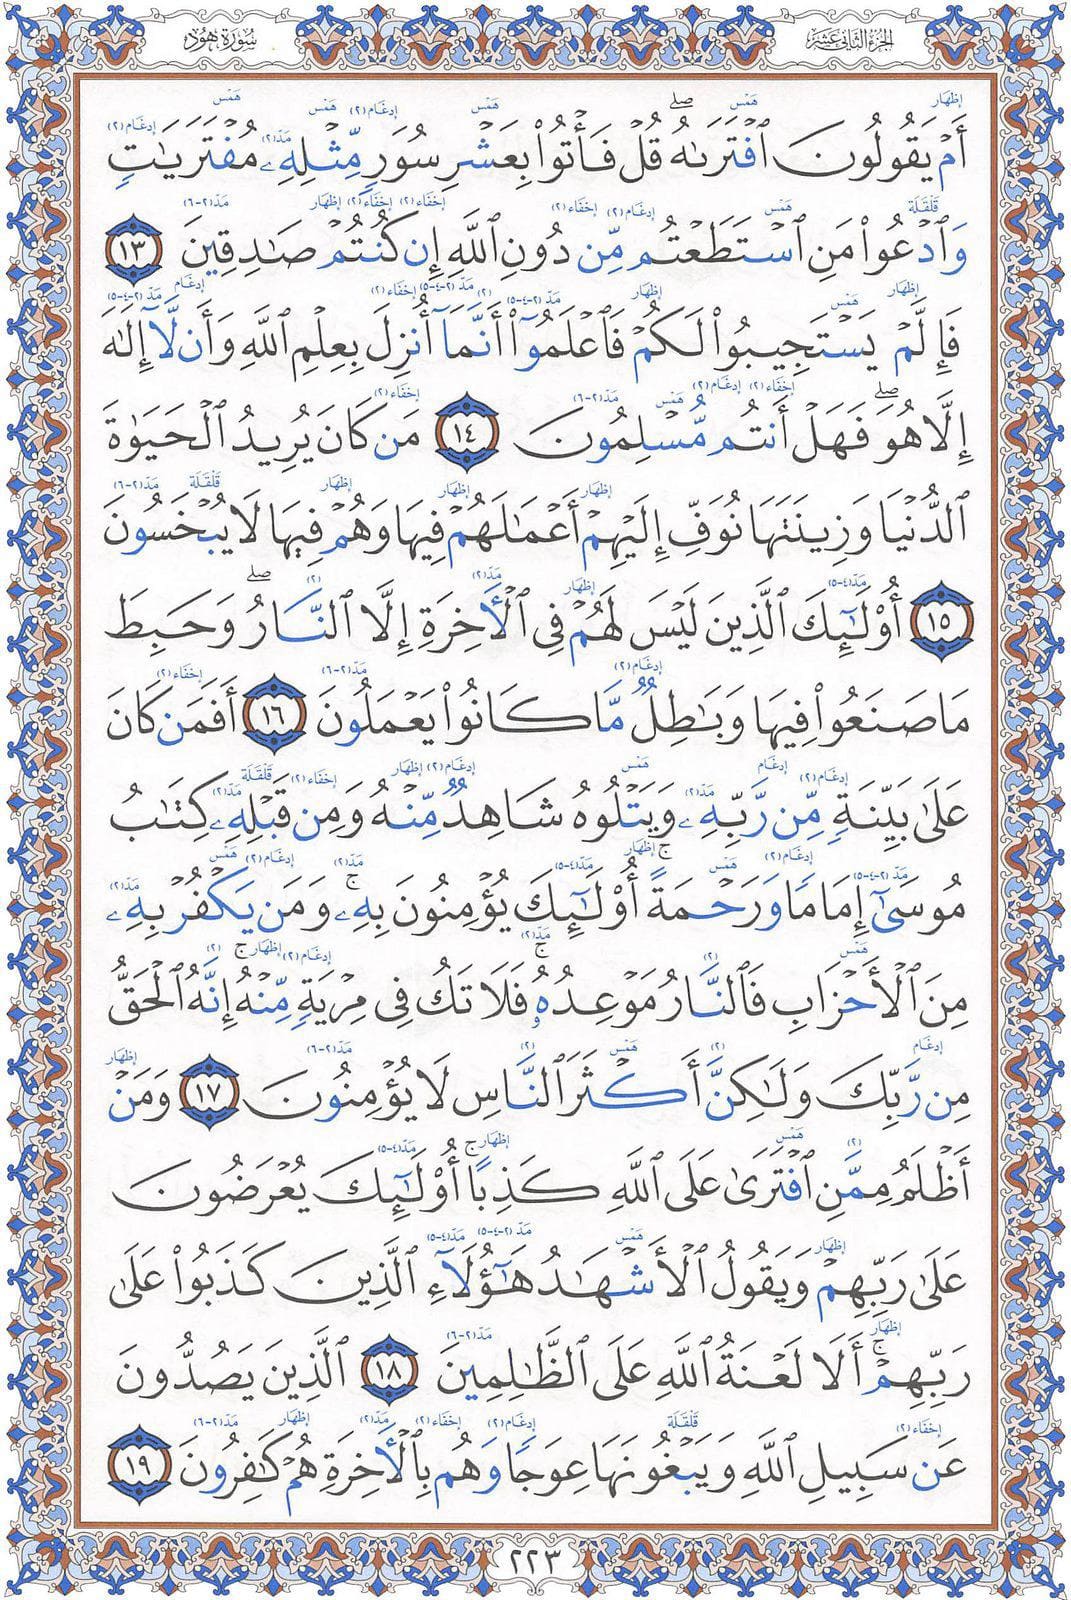 سورة هود
الجزء الثاني عشر
أَمْ يَقُولُونَ ٱفْتَرَىٰهُ ۖ قُلْ فَأْتُوا۟ بِعَشْرِ سُوَرٍ مِّثْلِهِۦ مُفْتَرَيَٰتٍ
وَٱدْعُوا۟ مَنِ ٱسْتَطَعْتُم مِّن دُونِ ٱللَّهِ إِن كُنتُمْ صَٰدِقِينَ ١٣
فَإِلَّمْ يَسْتَجِيبُوا۟ لَكُمْ فَٱعْلَمُوٓا۟ أَنَّمَآ أُنزِلَ بِعِلْمِ ٱللَّهِ وَأَن لَّآ إِلَٰهَ
إِلَّا هُوَ ۖ فَهَلْ أَنتُم مُّسْلِمُونَ ١٤ مَن كَانَ يُرِيدُ ٱلْحَيَوٰةَ
ٱلدُّنْيَا وَزِينَتَهَا نُوَفِّ إِلَيْهِمْ أَعْمَٰلَهُمْ فِيهَا وَهُمْ فِيهَا لَا يُبْخَسُونَ
١٥ أُو۟لَٰٓئِكَ ٱلَّذِينَ لَيْسَ لَهُمْ فِى ٱلْءَاخِرَةِ إِلَّا ٱلنَّارُ ۖ وَحَبِطَ
مَا صَنَعُوا۟ فِيهَا وَبَٰطِلٌ مَّا كَانُوا۟ يَعْمَلُونَ ١٦ أَفَمَن كَانَ
عَلَىٰ بَيِّنَةٍ مِّن رَّبِّهِۦ وَيَتْلُوهُ شَاهِدٌ مِّنْهُ وَمِن قَبْلِهِۦ كِتَٰبُ
مُوسَىٰٓ إِمَامًا وَرَحْمَةً ۚ أُو۟لَٰٓئِكَ يُؤْمِنُونَ بِهِۦ ۚ وَمَن يَكْفُرْ بِهِۦ
مِنَ ٱلْأَحْزَابِ فَٱلنَّارُ مَوْعِدُهُۥ ۚ فَلَا تَكُ فِى مِرْيَةٍ مِّنْهُ ۚ إِنَّهُ ٱلْحَقُّ
مِن رَّبِّكَ وَلَٰكِنَّ أَكْثَرَ ٱلنَّاسِ لَا يُؤْمِنُونَ ١٧ وَمَنْ
أَظْلَمُ مِمَّنِ ٱفْتَرَىٰ عَلَى ٱللَّهِ كَذِبًا ۚ أُو۟لَٰٓئِكَ يُعْرَضُونَ
عَلَىٰ رَبِّهِمْ وَيَقُولُ ٱلْأَشْهَٰدُ هَٰٓؤُلَآءِ ٱلَّذِينَ كَذَبُوا۟ عَلَىٰ
رَبِّهِمْ ۚ أَلَا لَعْنَةُ ٱللَّهِ عَلَى ٱلظَّٰلِمِينَ ١٨ ٱلَّذِينَ يَصُدُّونَ
عَن سَبِيلِ ٱللَّهِ وَيَبْغُونَهَا عِوَجًا وَهُم بِٱلْءَاخِرَةِ هُمْ كَٰفِرُونَ ١٩
٢٢٣